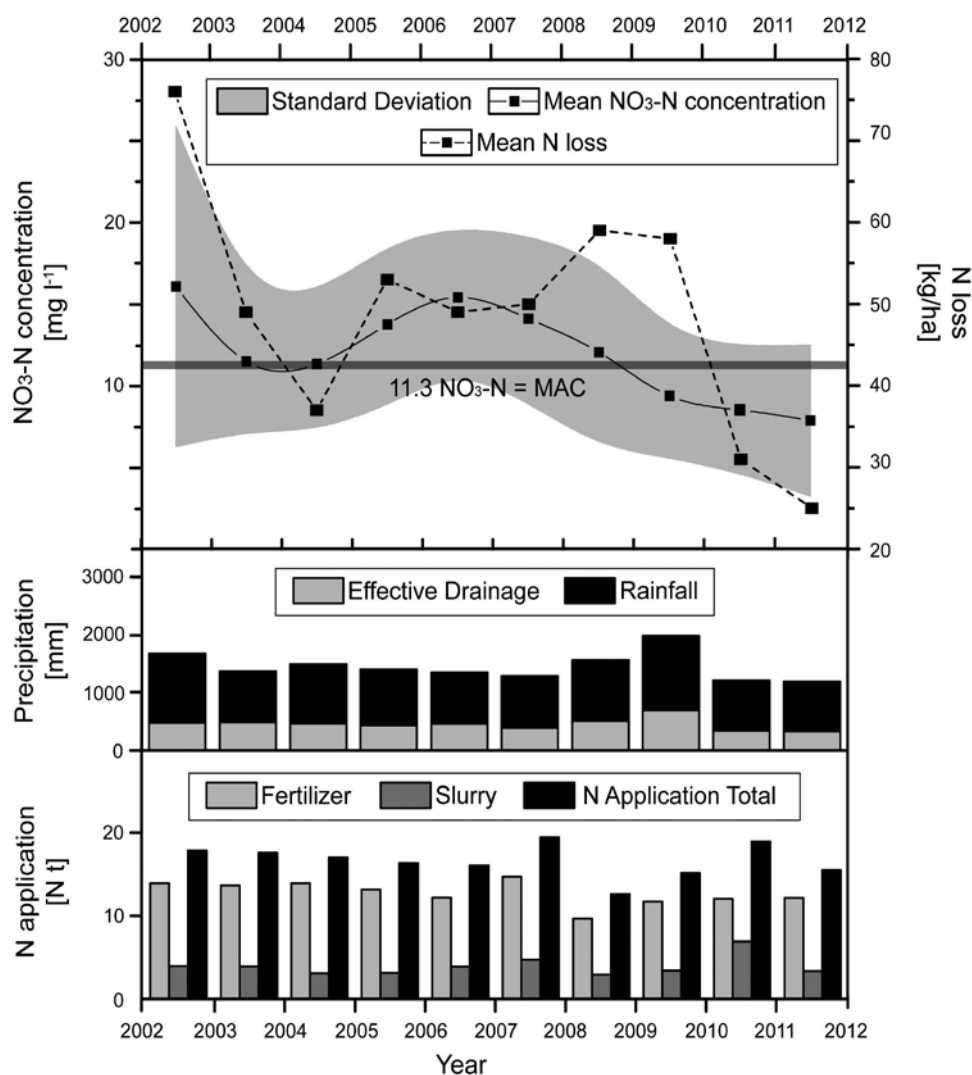 2002 2003 2004 2005 2006 2007 2008 2009 2010 2011 2012
30
20
10
NO₃-N concentration
[mg l⁻¹]
Standard Deviation Mean NO₃-N concentration
Mean N loss
11.3 NO₃-N = MAC
80
70
60
50
40
30
20
N loss
[kg/ha]
3000
2000
1000
0
Precipitation
[mm]
Effective Drainage Rainfall
20
10
0
N application
[N t]
Fertilizer Slurry N Application Total
2002 2003 2004 2005 2006 2007 2008 2009 2010 2011 2012
Year